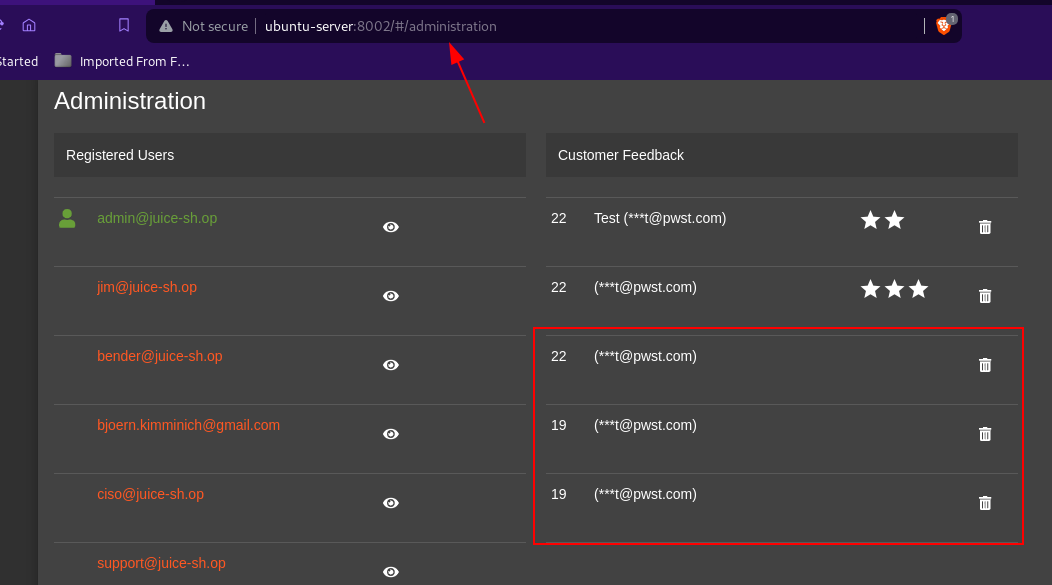 Not secure ubuntu-server:8002/#/administration 1
Started Imported From F…
Administration
Registered Users Customer Feedback
admin@juice-sh.op 22 Test (***t@pwst.com)
jim@juice-sh.op 22 (***t@pwst.com)
bender@juice-sh.op 22 (***t@pwst.com)
bjoern.kimminich@gmail.com 19 (***t@pwst.com)
ciso@juice-sh.op 19 (***t@pwst.com)
support@juice-sh.op